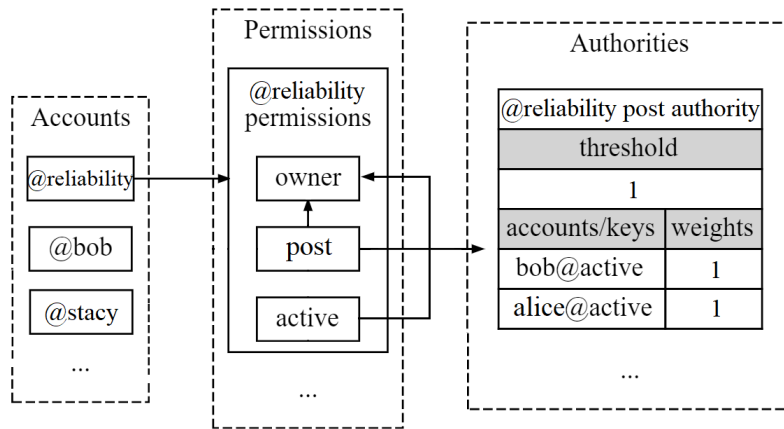 Accounts
@reliability
@bob
@stacy
...
Permissions
@reliability
permissions
owner
post
active
...
Authorities
@reliability post authority
threshold
1
accounts/keys weights
bob@active 1
alice@active 1
...